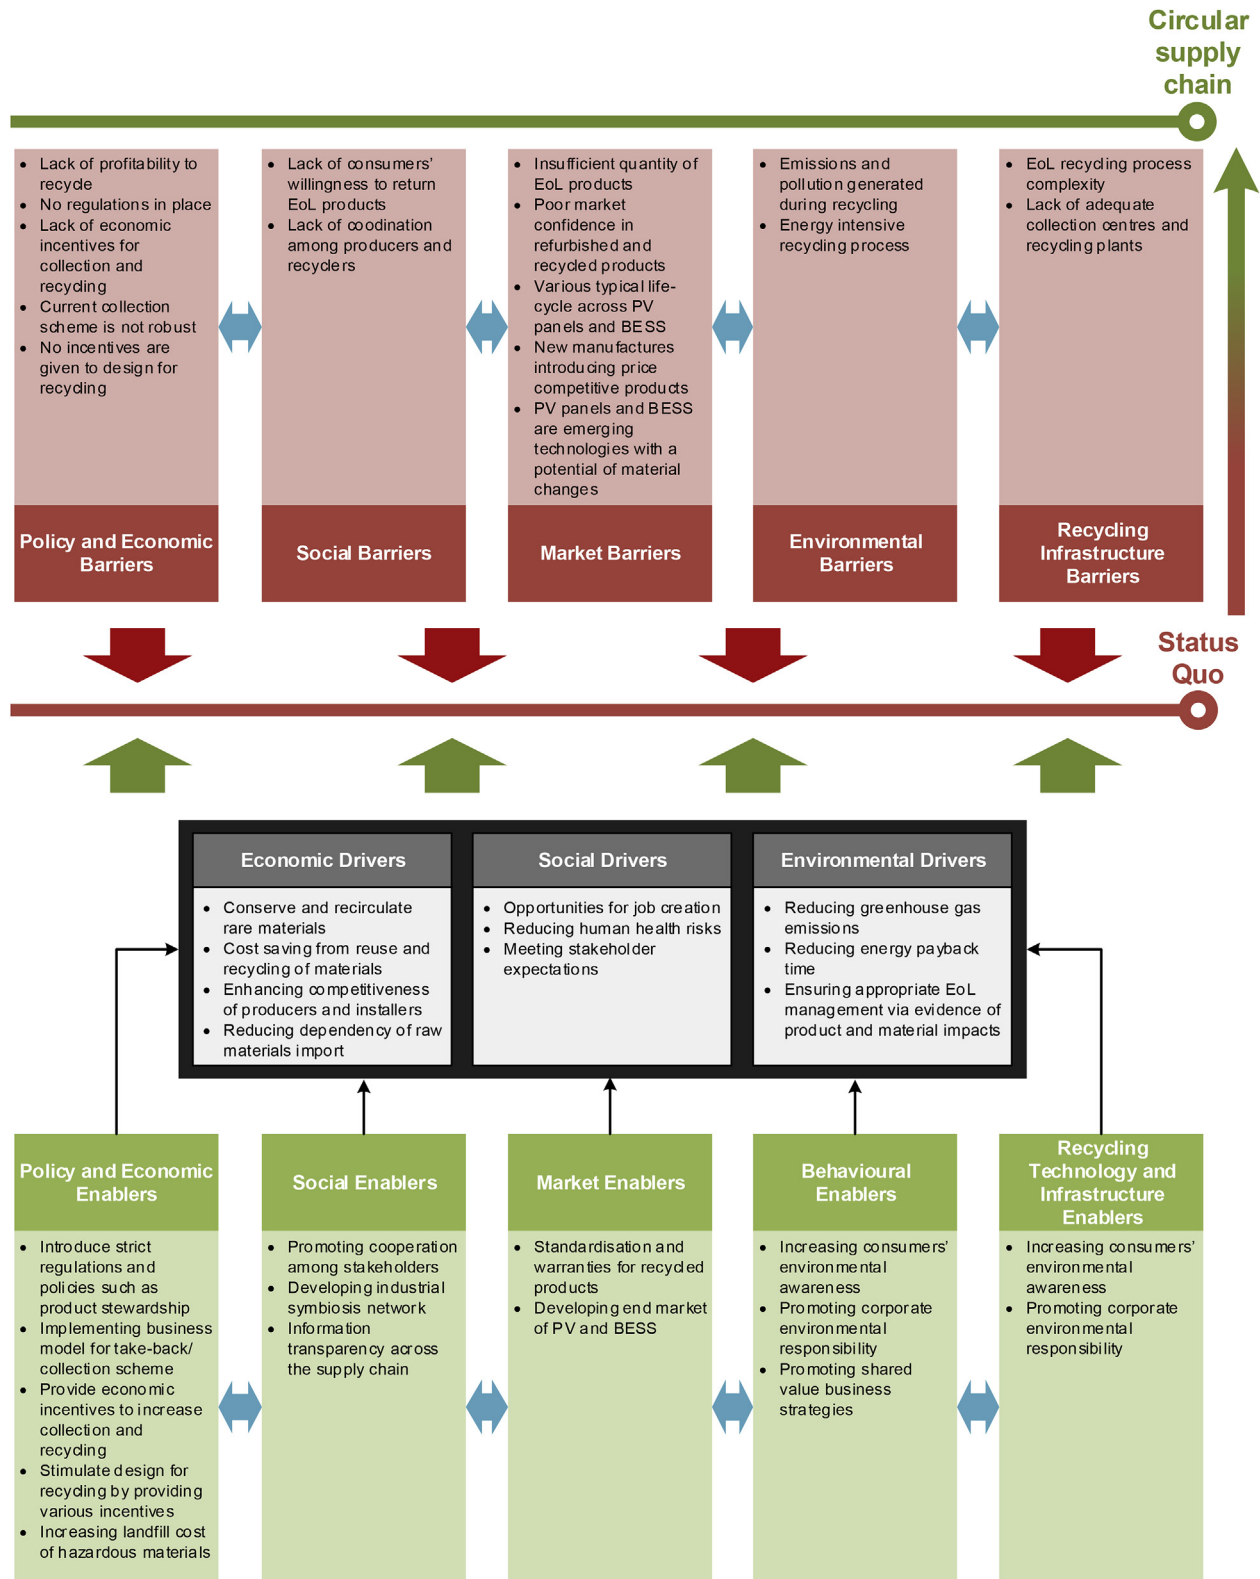 Circular
supply
chain
Lack of profitability to
recycle
No regulations in place
Lack of economic
incentives for
collection and
recycling
Current collection
scheme is not robust
No incentives are
given to design for
recycling
Policy and Economic
Barriers
Lack of consumers'
willingness to return
EoL products
Lack of coodination
among producers and
recyclers
Social Barriers
Insufficient quantity of
EoL products
Poor market
confidence in
refurbished and
recycled products
Various typical life-
cycle across PV
panels and BESS
New manufactures
introducing price
competitive products
PV panels and BESS
are emerging
technologies with a
potential of material
changes
Market Barriers
Emissions and
pollution generated
during recycling
Energy intensive
recycling process
Environmental
Barriers
EoL recycling process
complexity
Lack of adequate
collection centres and
recycling plants
Recycling
Infrastructure
Barriers
Status
Quo
Economic Drivers
Conserve and recirculate
rare materials
Cost saving from reuse and
recycling of materials
Enhancing competitiveness
of producers and installers
Reducing dependency of raw
materials import
Social Drivers
Opportunities for job creation
Reducing human health risks
Meeting stakeholder
expectations
Environmental Drivers
Reducing greenhouse gas
emissions
Reducing energy payback
time
Ensuring appropriate EoL
management via evidence of
product and material impacts
Policy and Economic
Enablers
Introduce strict
regulations and
policies such as
product stewardship
Implementing business
model for take-back/
collection scheme
Provide economic
incentives to increase
collection and
recycling
Stimulate design for
recycling by providing
various incentives
Increasing landfill cost
of hazardous materials
Social Enablers
Promoting cooperation
among stakeholders
Developing industrial
symbiosis network
Information
transparency across
the supply chain
Market Enablers
Standardisation and
warranties for recycled
products
Developing end market
of PV and BESS
Behavioural
Enablers
Increasing consumers'
environmental
awareness
Promoting corporate
environmental
responsibility
Promoting shared
value business
strategies
Recycling
Technology and
Infrastructure
Enablers
Increasing consumers'
environmental
awareness
Promoting corporate
environmental
responsibility